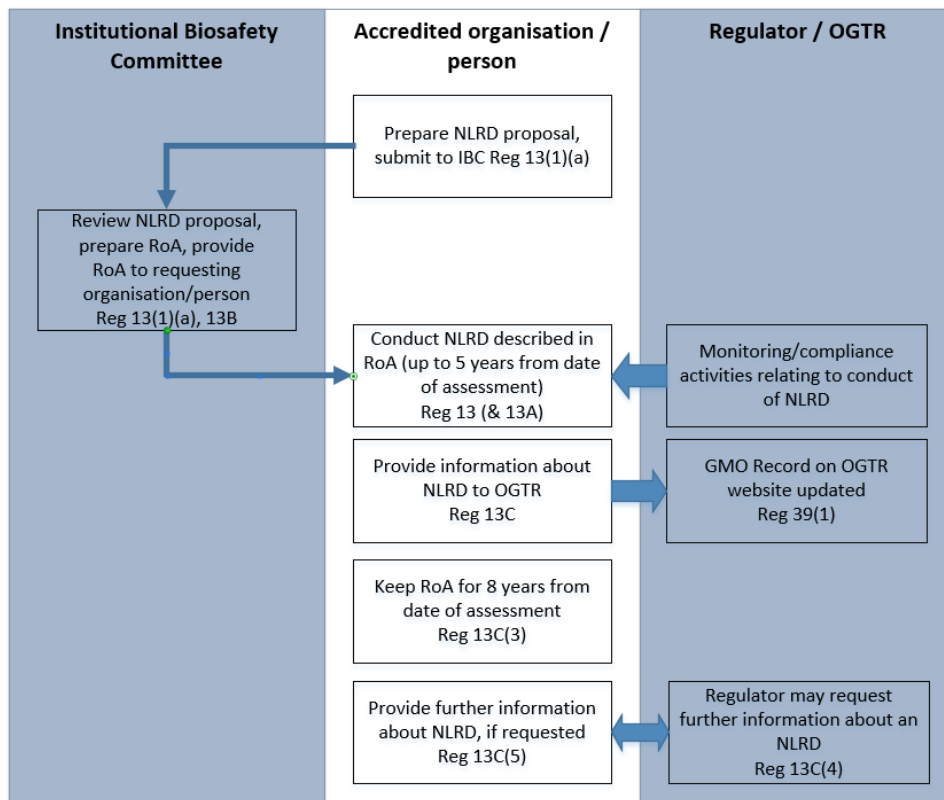 Institutional Biosafety
Committee
Accredited organisation /
person
Regulator / OGTR
Prepare NLRD proposal,
submit to IBC Reg 13(1)(a)
Review NLRD proposal,
prepare RoA, provide
RoA to requesting
organisation/person
Reg 13(1)(a), 13B
Conduct NLRD described in
RoA (up to 5 years from date
of assessment)
Reg 13 (& 13A)
Monitoring/compliance
activities relating to conduct
of NLRD
Provide information about
NLRD to OGTR
Reg 13C
GMO Record on OGTR
website updated
Reg 39(1)
Keep RoA for 8 years from
date of assessment
Reg 13C(3)
Provide further information
about NLRD, if requested
Reg 13C(5)
Regulator may request
further information about an
NLRD
Reg 13C(4)